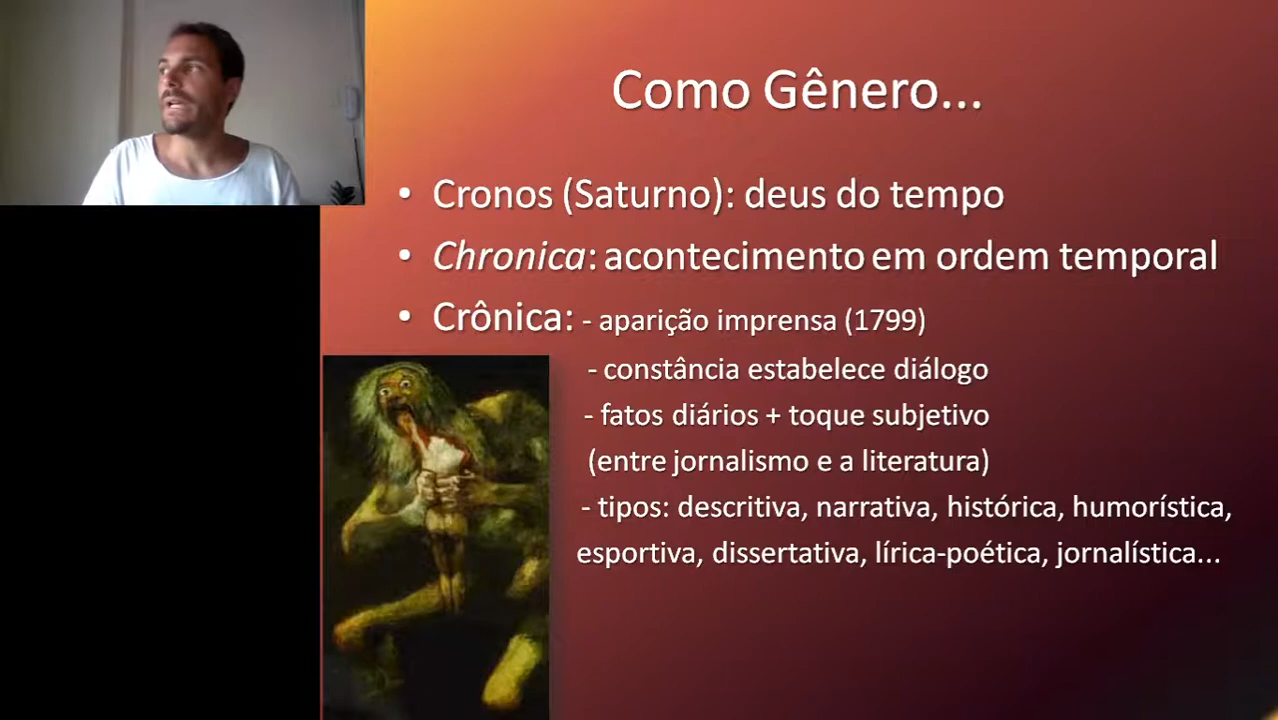 Como Gênero...
• Cronos (Saturno): deus do tempo
• Chronica: acontecimento em ordem temporal
• Crônica: - aparição imprensa (1799)
- constância estabelece diálogo
- fatos diários + toque subjetivo
(entre jornalismo e a literatura)
- tipos: descritiva, narrativa, histórica, humorística,
esportiva, dissertativa, lírica-poética, jornalística...